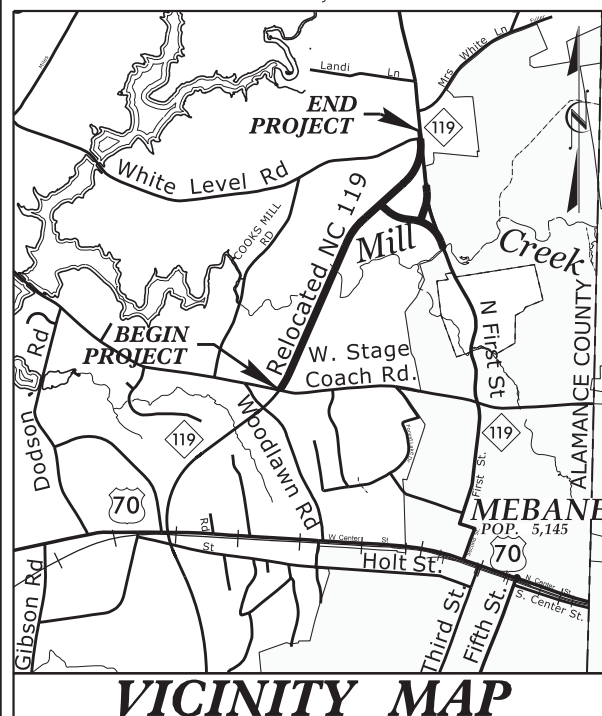 Landi Ln
Mrs White Ln
END
PROJECT
119
White Level Rd
COOKS MILL
RD
Relocated NC 119
Mill Creek
BEGIN
PROJECT
W. Stage
Coach Rd.
N First St
ALAMANCE COUNTY
Dodson Rd
119
Woodlawn Rd
119
First St.
70
MEBANE
POP. 5,145
70
Rd
St
W Center St
Holt St.
N. Center St
S. Center St.
Gibson Rd
Third St.
Fifth St.
VICINITY MAP